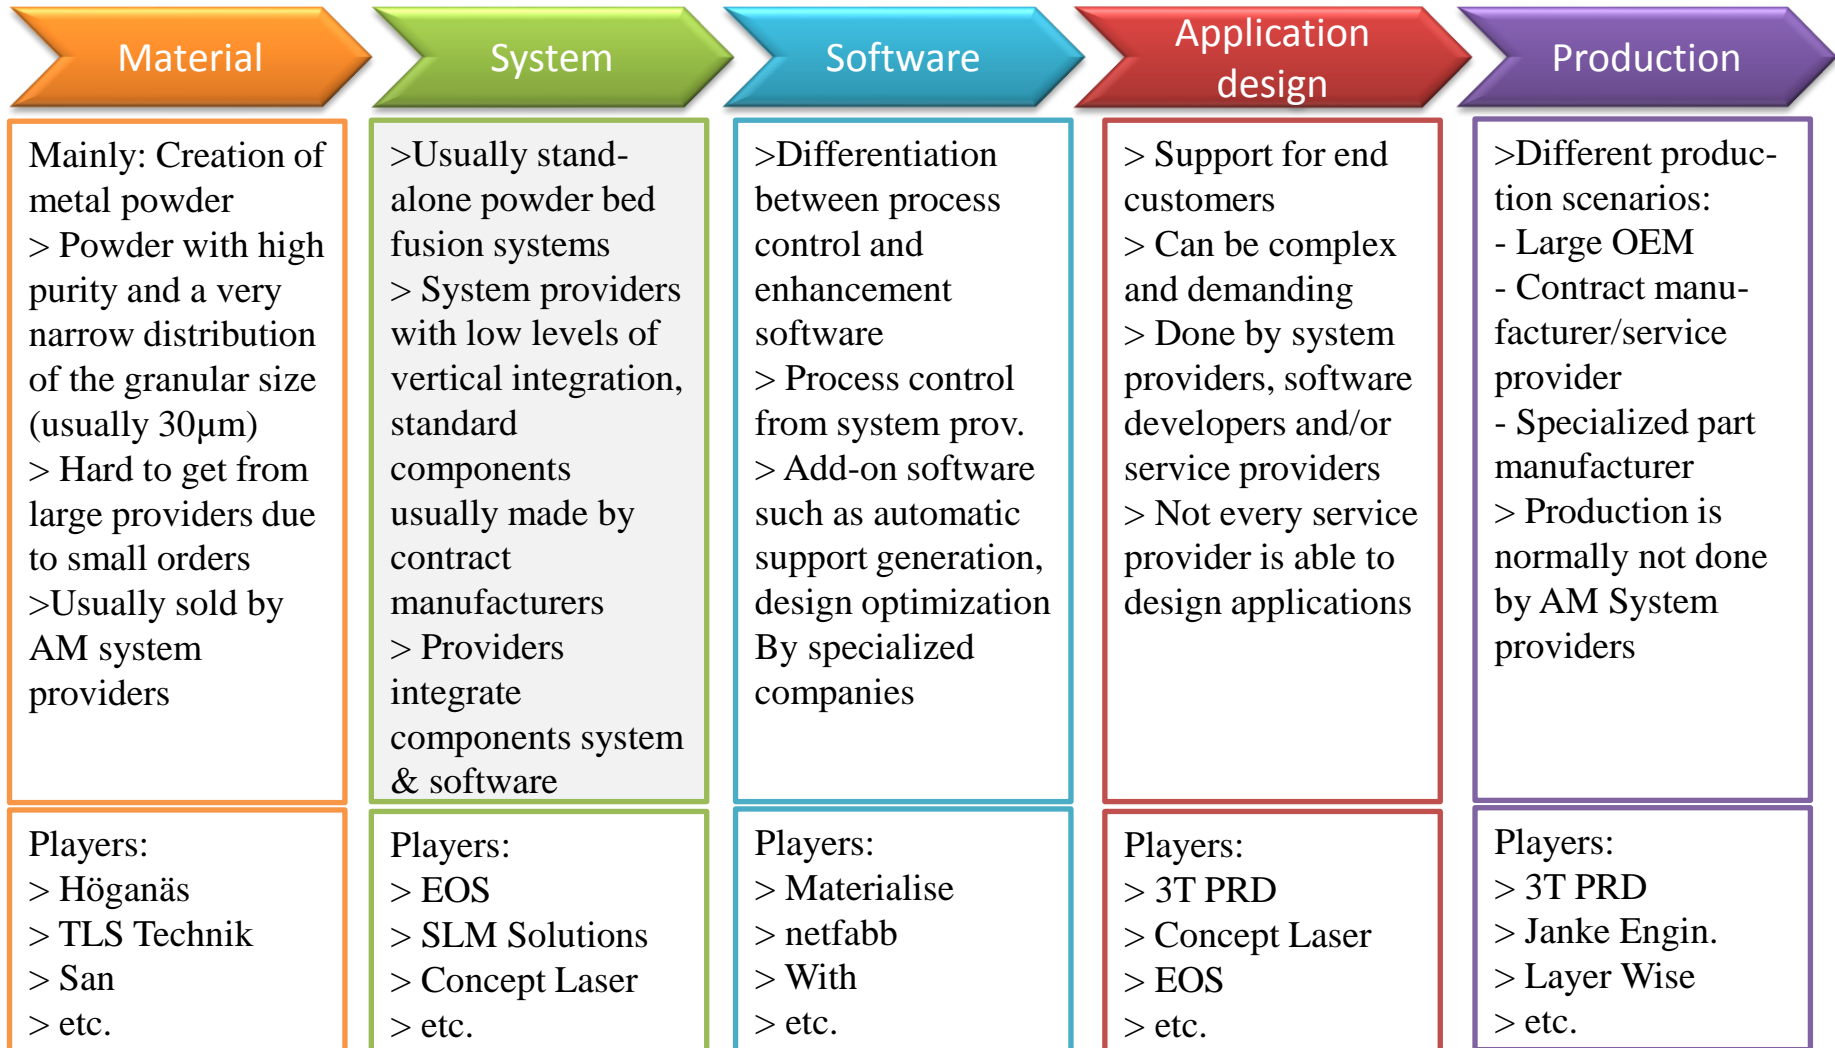 Material
System
Software
Application
design
Production
Mainly: Creation of
metal powder
> Powder with high
purity and a very
narrow distribution
of the granular size
(usually 30µm)
> Hard to get from
large providers due
to small orders
>Usually sold by
AM system
providers
>Usually stand-
alone powder bed
fusion systems
> System providers
with low levels of
vertical integration,
standard
components
usually made by
contract
manufacturers
> Providers
integrate
components system
& software
>Differentiation
between process
control and
enhancement
software
> Process control
from system prov.
> Add-on software
such as automatic
support generation,
design optimization
By specialized
companies
> Support for end
customers
> Can be complex
and demanding
> Done by system
providers, software
developers and/or
service providers
> Not every service
provider is able to
design applications
>Different produc-
tion scenarios:
- Large OEM
- Contract manu-
facturer/service
provider
- Specialized part
manufacturer
> Production is
normally not done
by AM System
providers
Players:
> Höganäs
> TLS Technik
> San
> etc.
Players:
> EOS
> SLM Solutions
> Concept Laser
> etc.
Players:
> Materialise
> netfabb
> With
> etc.
Players:
> 3T PRD
> Concept Laser
> EOS
> etc.
Players:
> 3T PRD
> Janke Engin.
> Layer Wise
> etc.